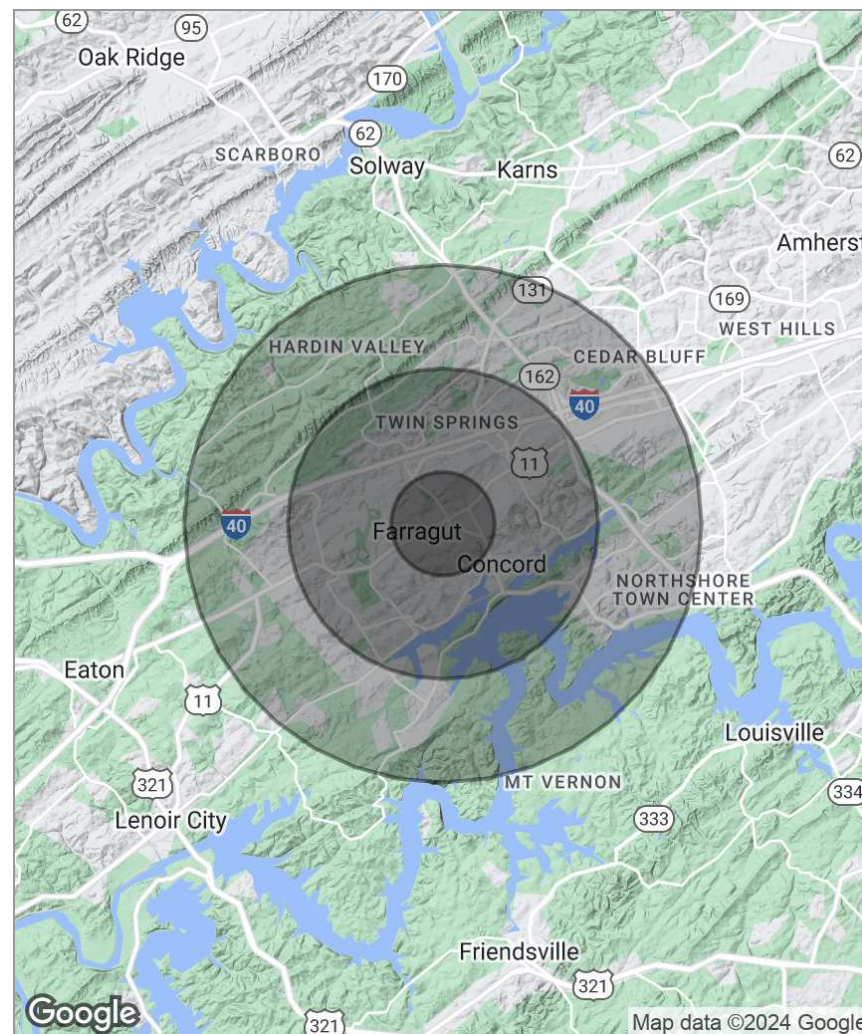 62
95
Oak Ridge
170
62
SCARBORO
Solway
Karns
62
Amherst
131
169
HARDIN VALLEY
WEST HILLS
CEDAR BLUFF
162
40
TWIN SPRINGS
11
40
Farragut
Concord
NORTHSHORE
TOWN CENTER
Eaton
11
Louisville
321
MT VERNON
334
Lenoir City
333
Friendsville
321
Google
321
Map data ©2024 Google